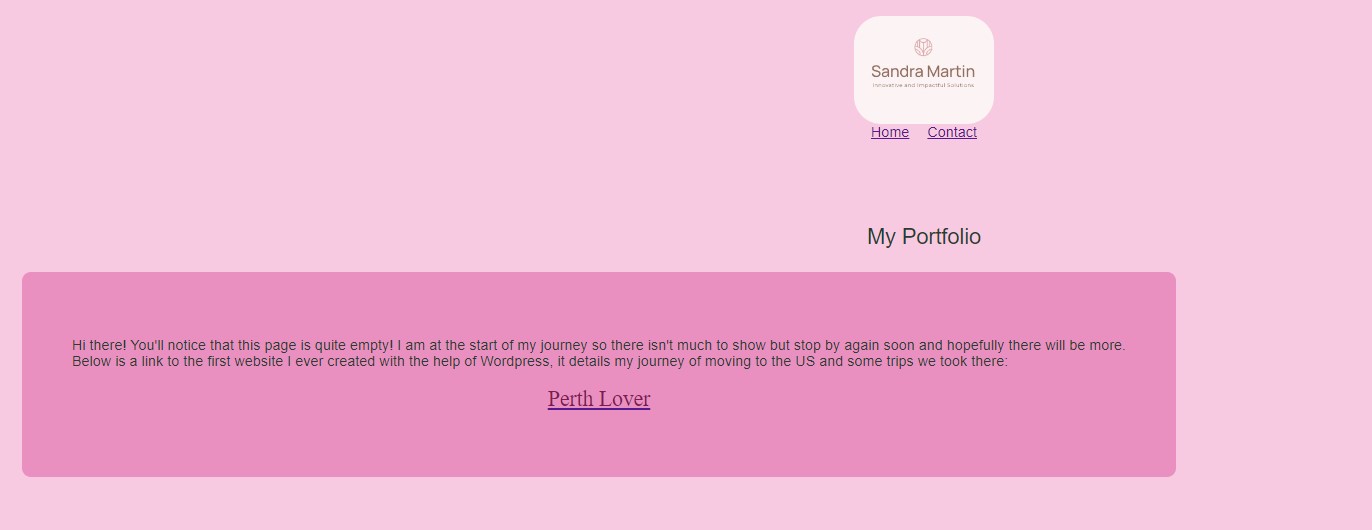 Sandra Martin
Innovative and Impactful Solutions
Home Contact
My Portfolio
Hi there! You'll notice that this page is quite empty! I am at the start of my journey so there isn't much to show but stop by again soon and hopefully there will be more.
Below is a link to the first website I ever created with the help of Wordpress, it details my journey of moving to the US and some trips we took there:
Perth Lover